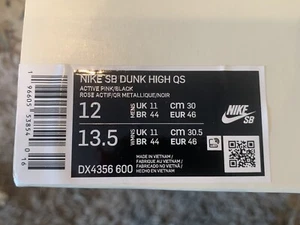 NIKE SB DUNK HIGH QS
ACTIVE PINK/BLACK
ROSE ACTIF/OR METALLIQUE/NOIR
12 MENS UK 11 cm 30
BR 44 EUR 46
13.5 WMNS UK 11 cm 30.5
BR 44 EUR 46
DX4356 600
MADE IN VIETNAM /
FABRIQUÉ AU VIETNAM /
HECHO EN VIETNAM /
NIKE
SB